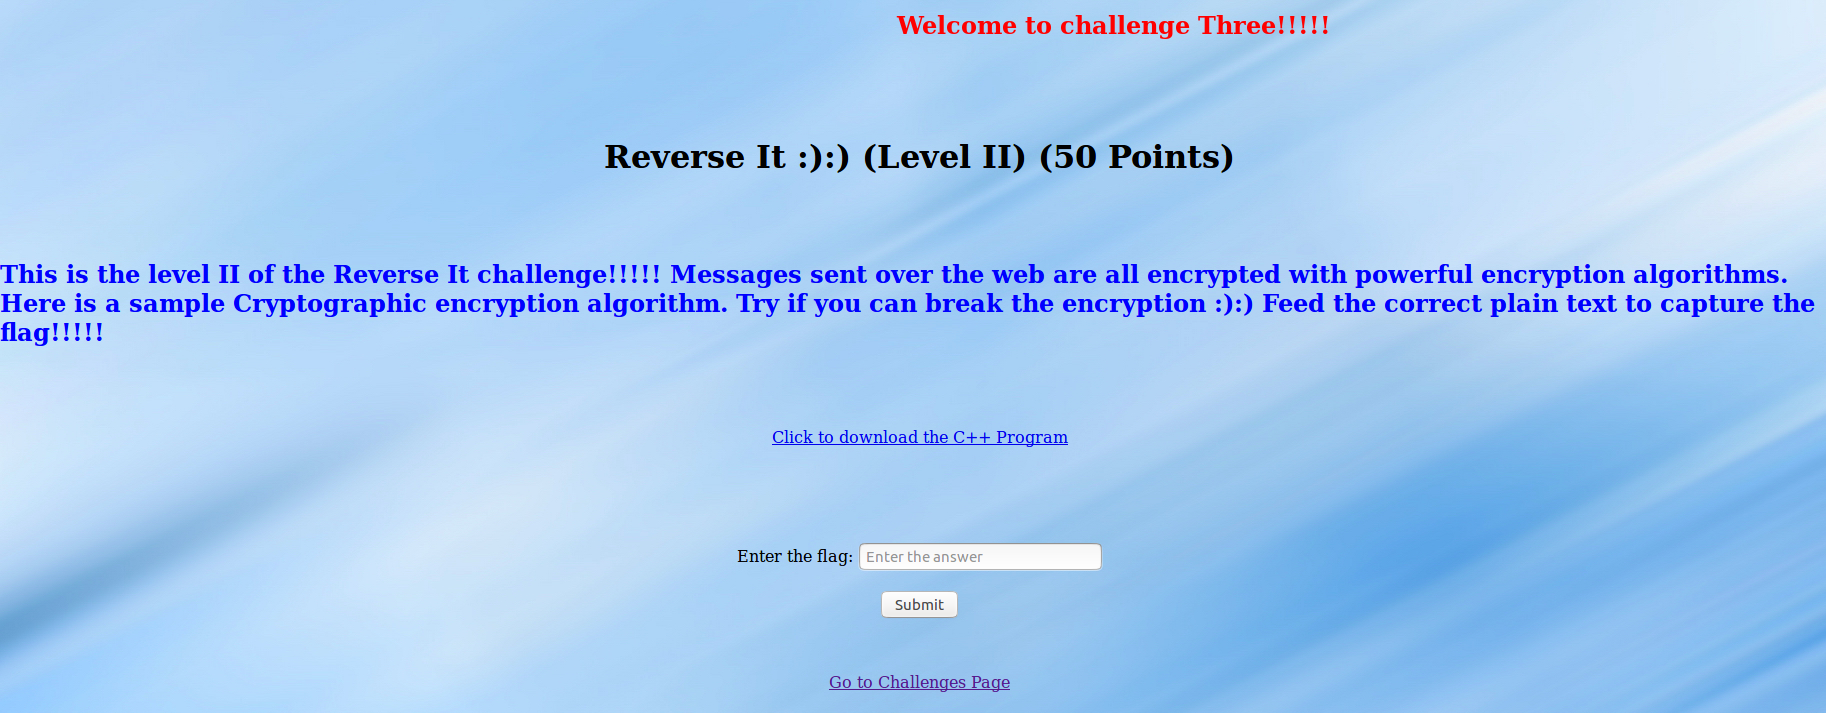 Welcome to challenge Three!!!!!
Reverse It :):) (Level II) (50 Points)
This is the level II of the Reverse It challenge!!!!! Messages sent over the web are all encrypted with powerful encryption algorithms.
Here is a sample Cryptographic encryption algorithm. Try if you can break the encryption :):) Feed the correct plain text to capture the
flag!!!!!
Click to download the C++ Program
Enter the flag: Enter the answer
Submit
Go to Challenges Page